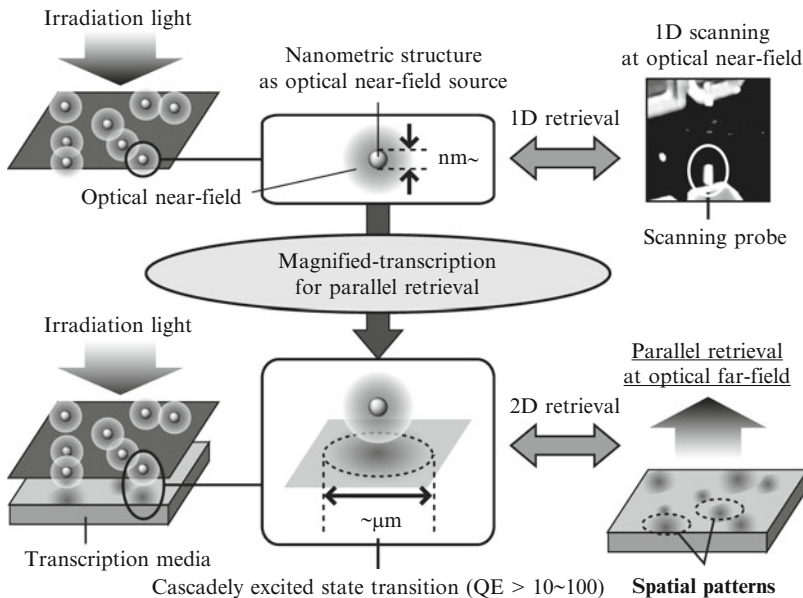 Irradiation light
Nanometric structure
as optical near-field source
1D scanning
at optical near-field
1D retrieval
nm~
Optical near-field
Scanning probe
Magnified-transcription
for parallel retrieval
Irradiation light
Parallel retrieval
at optical far-field
2D retrieval
~μm
Transcription media
Cascadely excited state transition (QE > 10~100)
Spatial patterns